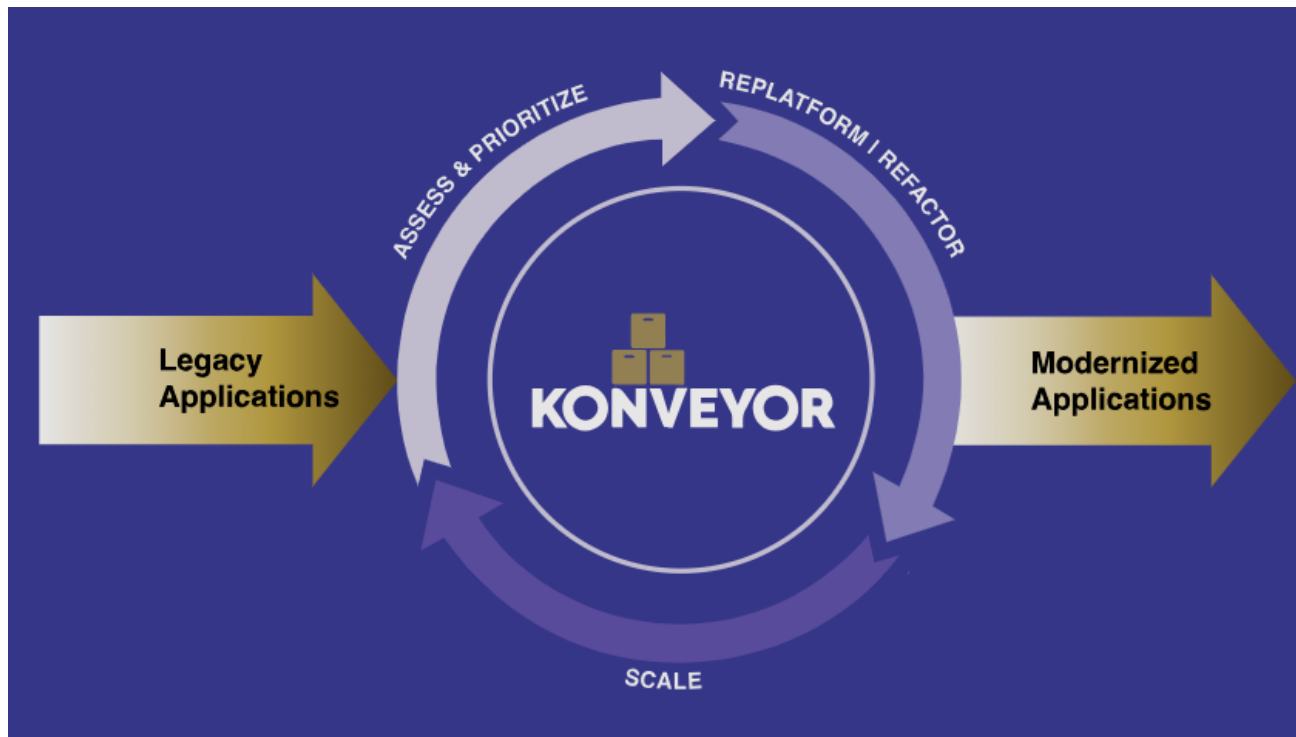 ASSESS & PRIORITIZE
REPLATFORM | REFACTOR
Legacy
Applications
KONVEYOR
Modernized
Applications
SCALE